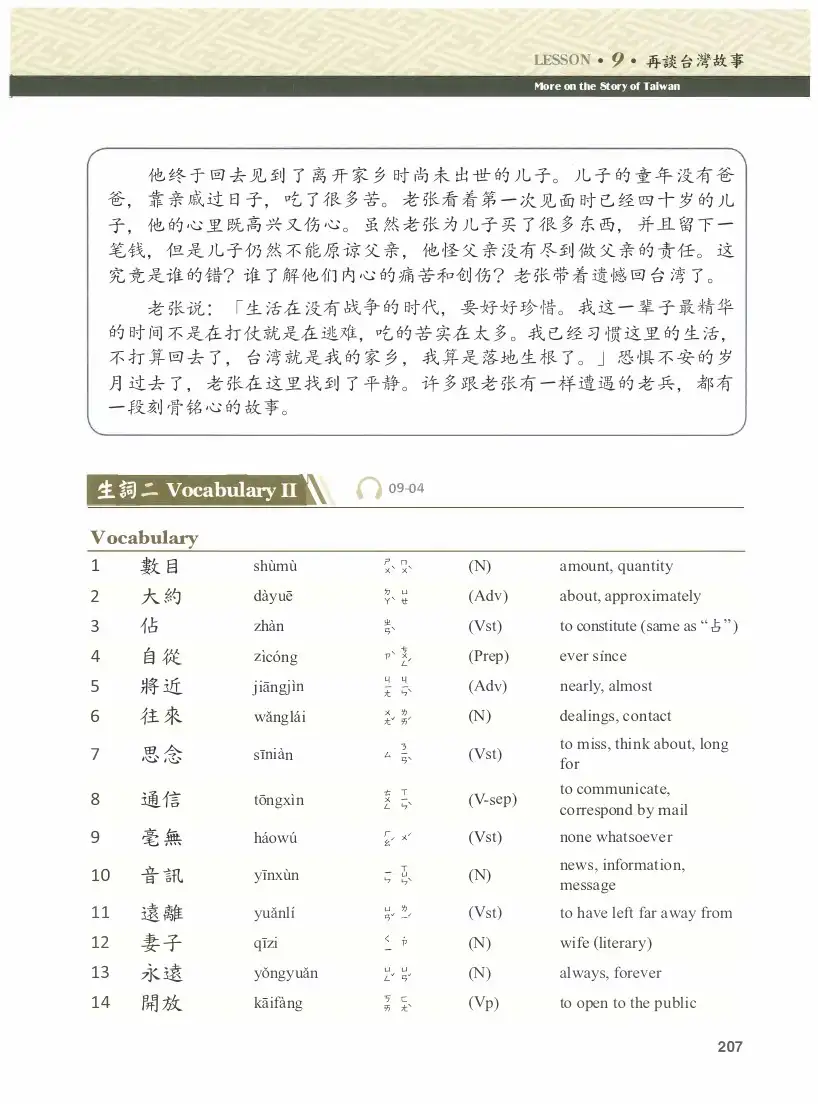 LESSON • 9 • 再談台灣故事
More on the Story of Taiwan
他终于回去见到了离开家乡时尚未出世的儿子。儿子的童年没有爸
爸，靠亲戚过日子，吃了很多苦。老张看着第一次见面时已经四十岁的儿
子，他的心里既高兴又伤心。虽然老张为儿子买了很多东西，并且留下一
笔钱，但是儿子仍然不能原谅父亲，他怪父亲没有尽到做父亲的责任。这
究竟是谁的错？谁了解他们内心的痛苦和创伤？老张带着遗憾回台湾了。
老张说：「生活在没有战争的时代，要好好珍惜。我这一辈子最精华
的时间不是在打仗就是在逃难，吃的苦实在太多。我已经习惯这里的生活，
不打算回去了，台湾就是我的家乡，我算是落地生根了。」恐惧不安的岁
月过去了，老张在这里找到了平静。许多跟老张有一样遭遇的老兵，都有
一段刻骨铭心的故事。
生詞二 Vocabulary II 09-04
Vocabulary
1 數目 shùmù ㄕㄨˋ ㄇㄨˋ (N) amount, quantity
2 大約 dàyuē ㄉㄚˋ ㄩㄝ (Adv) about, approximately
3 佔 zhàn ㄓㄢˋ (Vst) to constitute (same as “占”)
4 自從 zìcóng ㄗˋ ㄘㄨㄥˊ (Prep) ever since
5 將近 jiāngjìn ㄐㄧㄤ ㄐㄧㄣˋ (Adv) nearly, almost
6 往來 wǎnglái ㄨㄤˇ ㄌㄞˊ (N) dealings, contact
7 思念 sīniàn ㄙ ㄋㄧㄢˋ (Vst) to miss, think about, long
for
8 通信 tōngxìn ㄊㄨㄥ ㄒㄧㄣˋ (V-sep) to communicate,
correspond by mail
9 毫無 háowú ㄏㄠˊ ㄨˊ (Vst) none whatsoever
10 音訊 yīnxùn ㄧㄣ ㄒㄩㄣˋ (N) news, information,
message
11 遠離 yuǎnlí ㄩㄢˇ ㄌㄧˊ (Vst) to have left far away from
12 妻子 qīzi ㄑㄧ ˙ㄗ (N) wife (literary)
13 永遠 yǒngyuǎn ㄩㄥˇ ㄩㄢˇ (N) always, forever
14 開放 kāifàng ㄎㄞ ㄈㄤˋ (Vp) to open to the public
207